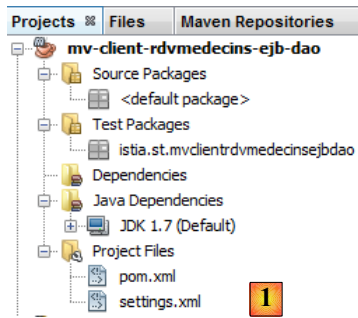 Projects Files Maven Repositories
mv-client-rdvmedecins-ejb-dao
Source Packages
<default package>
Test Packages
istia.st.mvclientrdvmedecinsejbdao
Dependencies
Java Dependencies
JDK 1.7 (Default)
Project Files
pom.xml
settings.xml
1